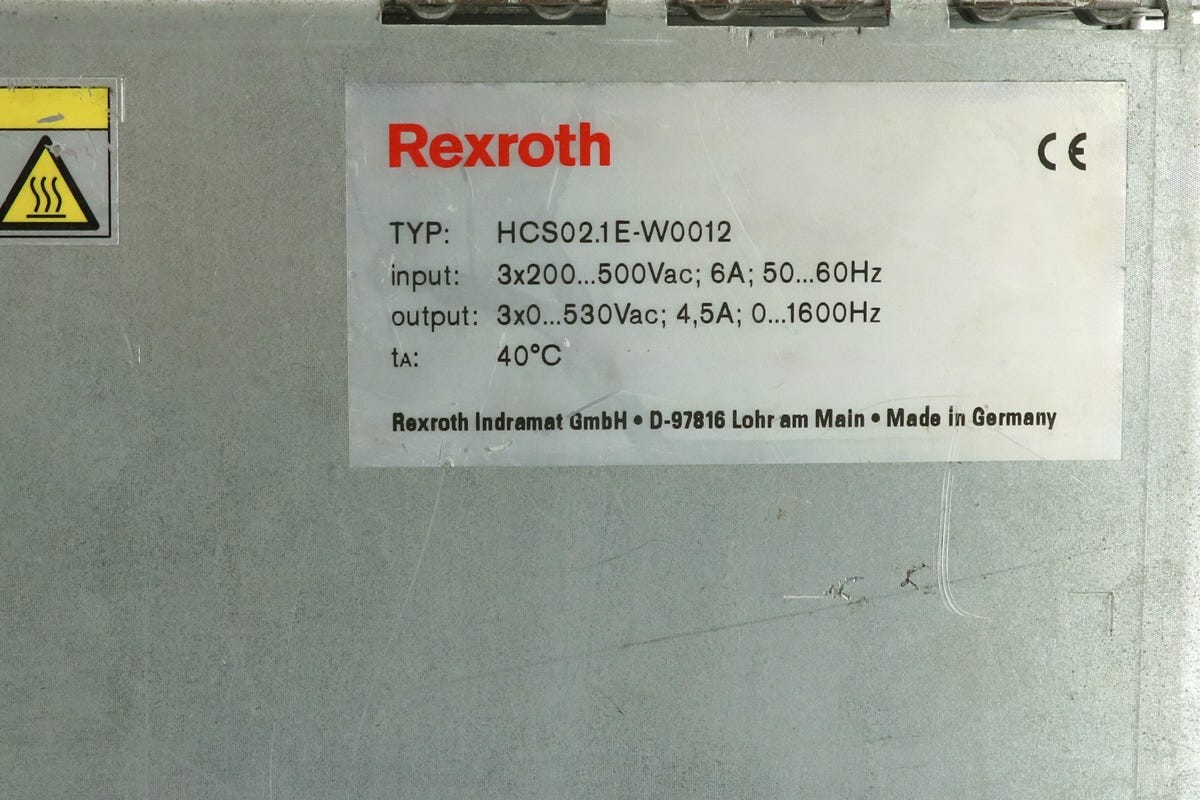 Rexroth
CE
TYP: HCS02.1E-W0012
input: 3x200...500Vac; 6A; 50...60Hz
output: 3x0...530Vac; 4,5A; 0...1600Hz
tA: 40°C
Rexroth Indramat GmbH • D-97816 Lohr am Main • Made in Germany